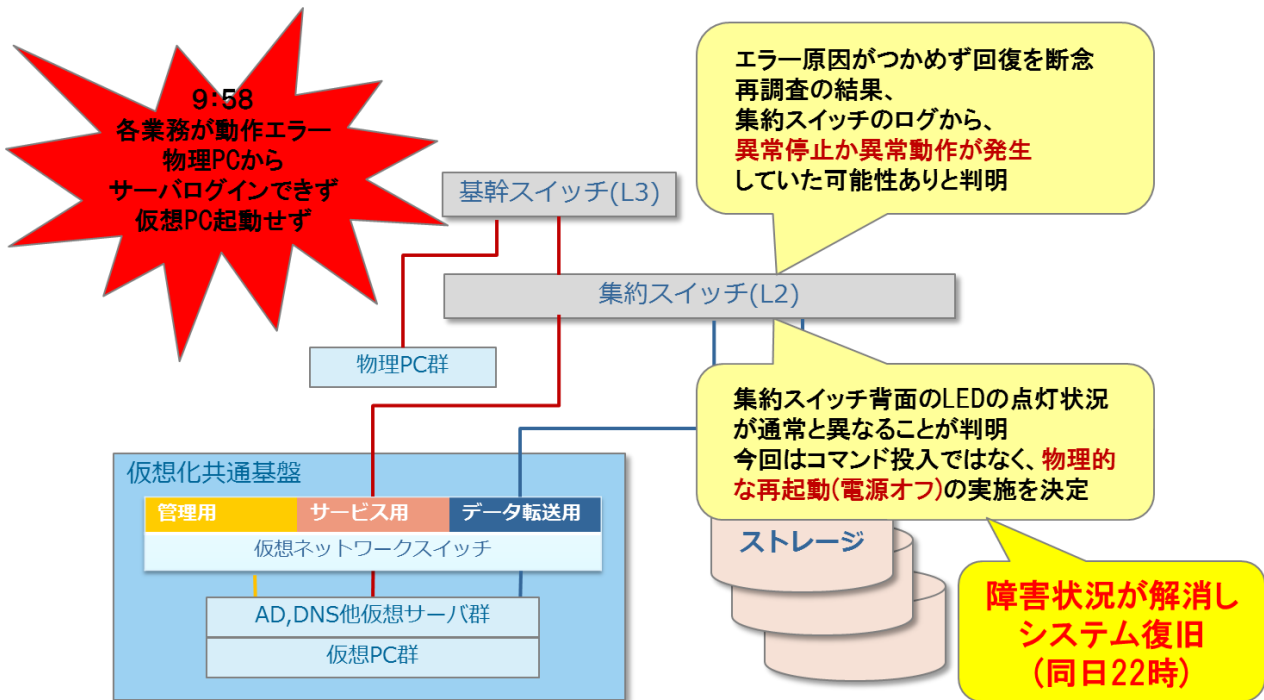 9:58
各業務が動作エラー
物理PCから
サーバログインできず
仮想PC起動せず
エラー原因がつかめず回復を断念
再調査の結果、
集約スイッチのログから、
異常停止か異常動作が発生
していた可能性ありと判明
基幹スイッチ(L3)
集約スイッチ(L2)
物理PC群
集約スイッチ背面のLEDの点灯状況
が通常と異なることが判明
今回はコマンド投入ではなく、物理的
な再起動(電源オフ)の実施を決定
仮想化共通基盤
管理用 サービス用 データ転送用
仮想ネットワークスイッチ
AD,DNS他仮想サーバ群
仮想PC群
ストレージ
障害状況が解消し
システム復旧
(同日22時)